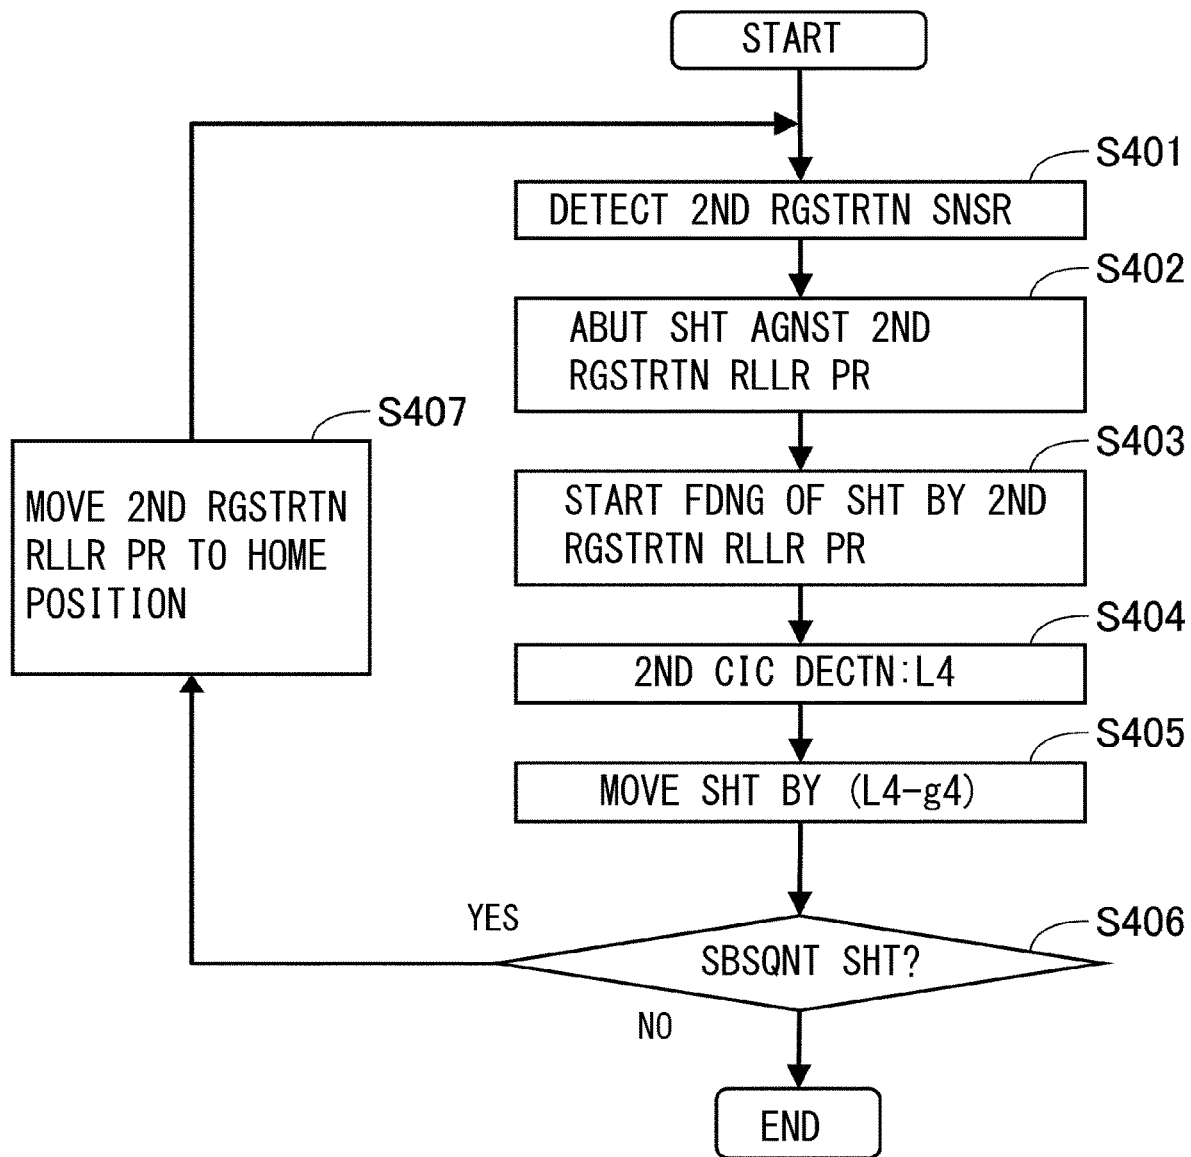 START
S401
DETECT 2ND RGSTRTN SNSR
S402
ABUT SHT AGNST 2ND
RGSTRTN RLLR PR
S403
START FDNG OF SHT BY 2ND
RGSTRTN RLLR PR
S404
2ND CIC DECTN:L4
S405
MOVE SHT BY (L4-g4)
S406
SBSQNT SHT?
YES
NO
S407
MOVE 2ND RGSTRTN
RLLR PR TO HOME
POSITION
END